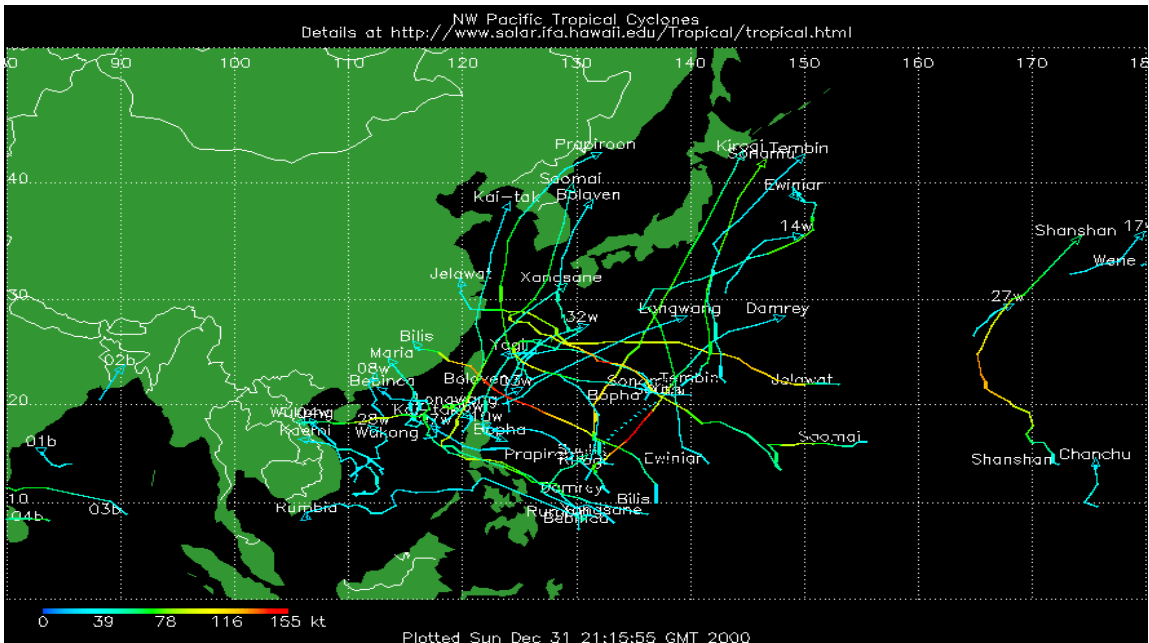 NW Pacific Tropical Cyclones
Details at http://www.solar.ifa.hawaii.edu/Tropical/tropical.html
90 100 110 120 130 140 150 160 170
Prapiroon
Kirogi Tembin
Saomai
40
Kai-tak Bolaven
Ewiniar
14w
Shanshan 17w
Wene
Jelawat Xangsane
30
27w
32w Longwang Damrey
Bilis
Yagi
Maria
02b
08w
Bebinca
Bolaven 03w
Tembin
Jelawat
20
Bopha
Wukong
28w
Kaemi
Wukong
Bopha
01b
Saomai
Prapiroon
Ewiniar
Shanshan Chanchu
Damrey
Bilis
10
Rumbia
03b
04b
Bebinca
0 39 78 116 155 kt
Plotted Sun Dec 31 21:15:55 GMT 2000